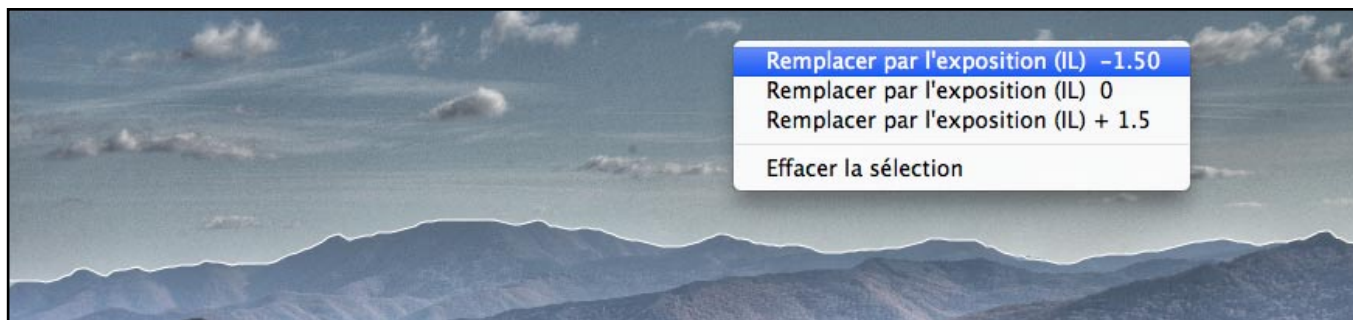 Remplacer par l'exposition (IL) -1.50
Remplacer par l'exposition (IL) 0
Remplacer par l'exposition (IL) + 1.5
Effacer la sélection